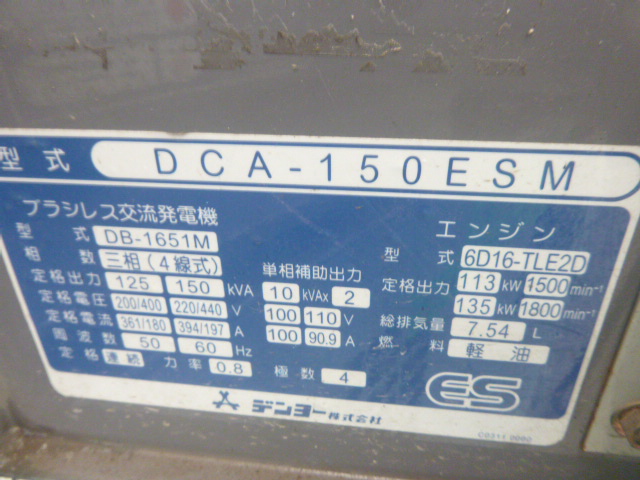 型式 DCA-150ESM
ブラシレス交流発電機
型式 DB-1651M
相数 三相(4線式)
定格出力 125 150 kVA
定格電圧 200/400 220/440 V
定格電流 361/180 394/197 A
周波数 50 60 Hz
定格 連続 力率 0.8 極数 4
単相補助出力
10 kVAx 2
100 110 V
100 90.9 A
エンジン
型式 6D16-TLE2D
定格出力 113 kW 1500 min⁻¹
135 kW 1800 min⁻¹
総排気量 7.54 L
燃料 軽油
ES
デンヨー株式会社